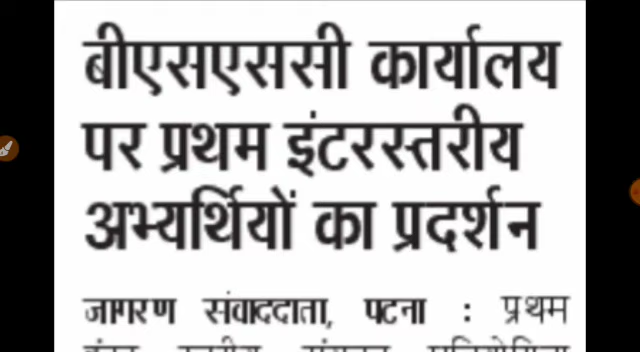 बीएसएससी कार्यालय
पर प्रथम इंटरस्तरीय
अभ्यर्थियों का प्रदर्शन
जागरण संवाददाता, पटना : प्रथम